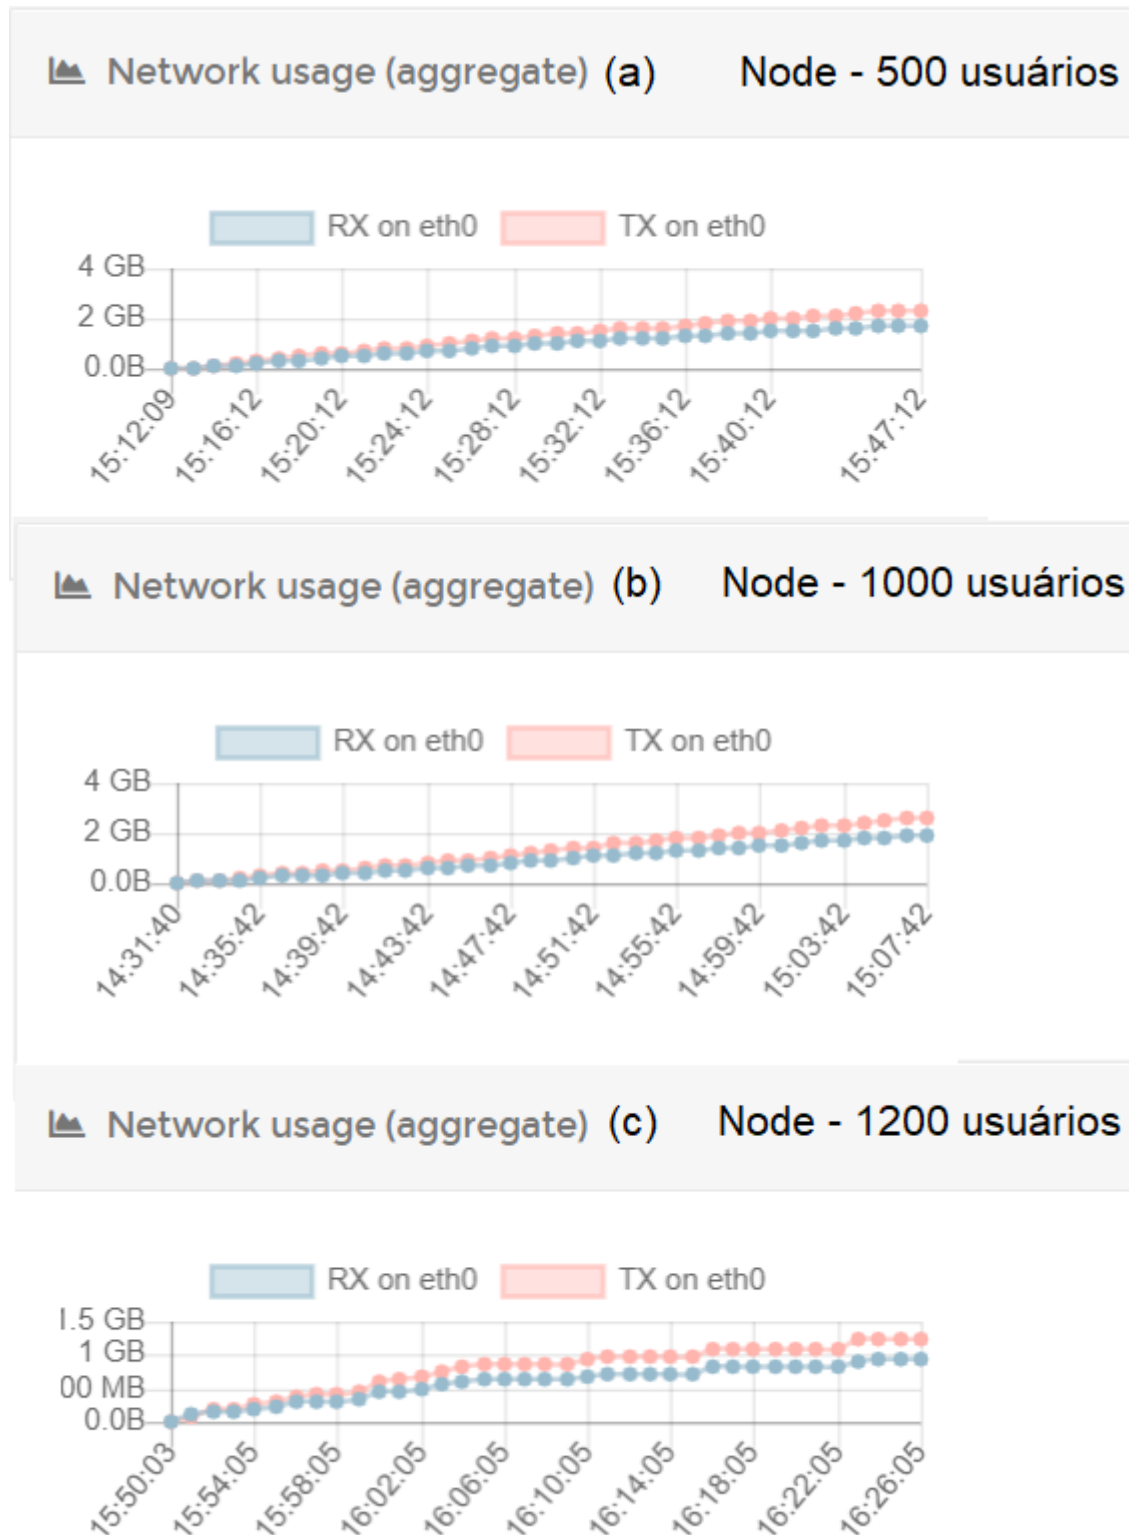 Network usage (aggregate) (a) Node - 500 usuários
RX on eth0 TX on eth0
4 GB
2 GB
0.0B
15:12:09 15:16:12 15:20:12 15:24:12 15:28:12 15:32:12 15:36:12 15:40:12 15:47:12
Network usage (aggregate) (b) Node - 1000 usuários
RX on eth0 TX on eth0
4 GB
2 GB
0.0B
14:31:40 14:35:42 14:39:42 14:43:42 14:47:42 14:51:42 14:55:42 14:59:42 15:03:42 15:07:42
Network usage (aggregate) (c) Node - 1200 usuários
RX on eth0 TX on eth0
1.5 GB
1 GB
00 MB
0.0B
15:50:03 15:54:05 15:58:05 16:02:05 16:06:05 16:10:05 16:14:05 16:18:05 16:22:05 16:26:05